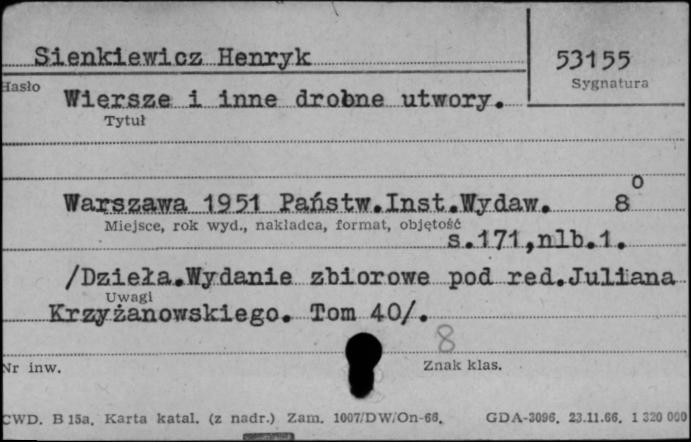 Sienkiewicz Henryk
53155
Hasło
Sygnatura
Wiersze i inne drobne utwory.
Tytuł
Warszawa 1951 Państw.Inst.Wydaw. 8o
Miejsce, rok wyd., nakładca, format, objętość
s.171,nlb.1.
/Dzieła.Wydanie zbiorowe pod red.Juliana
Uwagi
Krzyżanowskiego. Tom 40/.
8
Nr inw.
Znak klas.
CWD. B 15a. Karta katal. (z nadr.) Zam. 1007/DW/On-66. GDA-3096. 23.11.66. 1 320 000